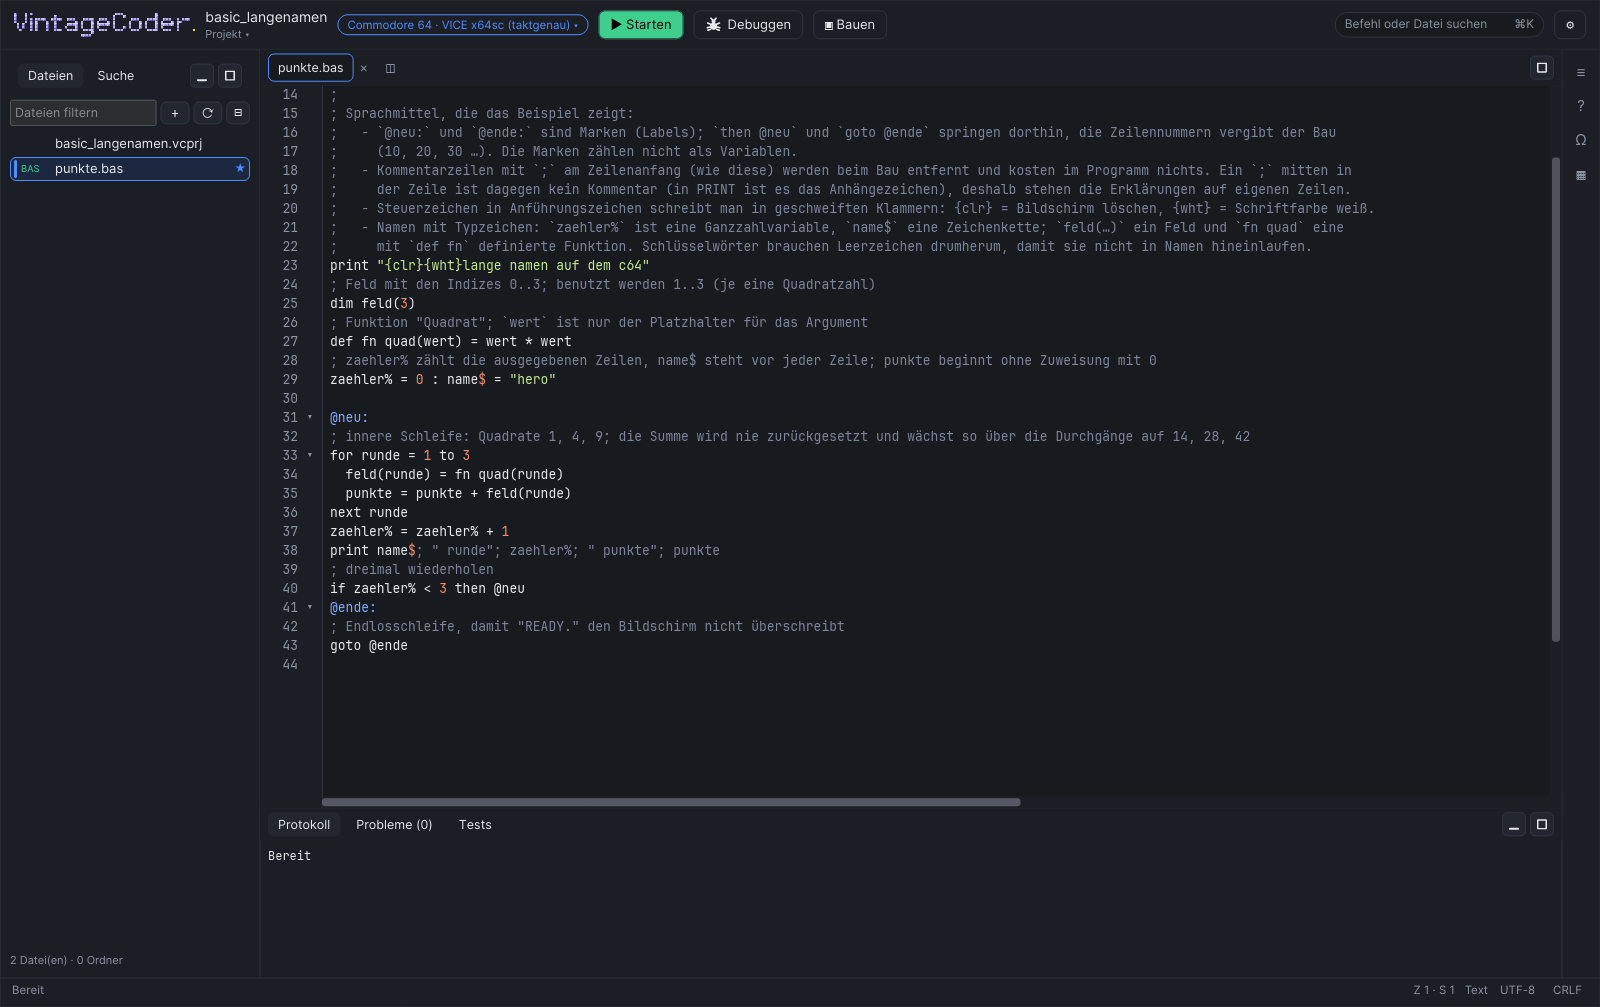 VintageCoder.
basic_langenamen
Projekt ▾
Commodore 64 · VICE x64sc (taktgenau) ▾
▶ Starten
Debuggen
Bauen
Befehl oder Datei suchen ⌘K
Dateien
Suche
Dateien filtern
+
basic_langenamen.vcprj
BAS punkte.bas ★
2 Datei(en) · 0 Ordner
punkte.bas ×
14 ;
15 ; Sprachmittel, die das Beispiel zeigt:
16 ;   - `@neu:` und `@ende:` sind Marken (Labels); `then @neu` und `goto @ende` springen dorthin, die Zeilennummern vergibt der Bau
17 ;     (10, 20, 30 …). Die Marken zählen nicht als Variablen.
18 ;   - Kommentarzeilen mit `;` am Zeilenanfang (wie diese) werden beim Bau entfernt und kosten im Programm nichts. Ein `;` mitten in
19 ;     der Zeile ist dagegen kein Kommentar (in PRINT ist es das Anhängezeichen), deshalb stehen die Erklärungen auf eigenen Zeilen.
20 ;   - Steuerzeichen in Anführungszeichen schreibt man in geschweiften Klammern: {clr} = Bildschirm löschen, {wht} = Schriftfarbe weiß.
21 ;   - Namen mit Typzeichen: `zaehler%` ist eine Ganzzahlvariable, `name$` eine Zeichenkette; `feld(…)` ein Feld und `fn quad` eine
22 ;     mit `def fn` definierte Funktion. Schlüsselwörter brauchen Leerzeichen drumherum, damit sie nicht in Namen hineinlaufen.
23 print "{clr}{wht}lange namen auf dem c64"
24 ; Feld mit den Indizes 0..3; benutzt werden 1..3 (je eine Quadratzahl)
25 dim feld(3)
26 ; Funktion "Quadrat"; `wert` ist nur der Platzhalter für das Argument
27 def fn quad(wert) = wert * wert
28 ; zaehler% zählt die ausgegebenen Zeilen, name$ steht vor jeder Zeile; punkte beginnt ohne Zuweisung mit 0
29 zaehler% = 0 : name$ = "hero"
30
31 ▾ @neu:
32 ; innere Schleife: Quadrate 1, 4, 9; die Summe wird nie zurückgesetzt und wächst so über die Durchgänge auf 14, 28, 42
33 ▾ for runde = 1 to 3
34   feld(runde) = fn quad(runde)
35   punkte = punkte + feld(runde)
36 next runde
37 zaehler% = zaehler% + 1
38 print name$; " runde"; zaehler%; " punkte"; punkte
39 ; dreimal wiederholen
40 if zaehler% < 3 then @neu
41 ▾ @ende:
42 ; Endlosschleife, damit "READY." den Bildschirm nicht überschreibt
43 goto @ende
44
≡
?
Ω
Protokoll
Probleme (0)
Tests
Bereit
Bereit
Z 1 · S 1 Text UTF-8 CRLF